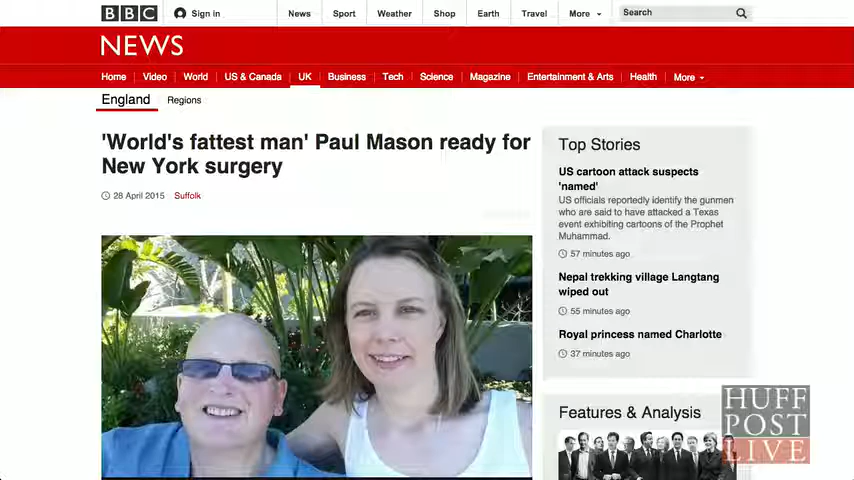 BBC Sign in News Sport Weather Shop Earth Travel More Search
NEWS
Home Video World US & Canada UK Business Tech Science Magazine Entertainment & Arts Health More
England Regions
'World's fattest man' Paul Mason ready for
New York surgery
28 April 2015 Suffolk
Top Stories
US cartoon attack suspects
'named'
US officials reportedly identify the gunmen
who are said to have attacked a Texas
event exhibiting cartoons of the Prophet
Muhammad.
57 minutes ago
Nepal trekking village Langtang
wiped out
55 minutes ago
Royal princess named Charlotte
37 minutes ago
Features & Analysis
HUFF
POST
LIVE